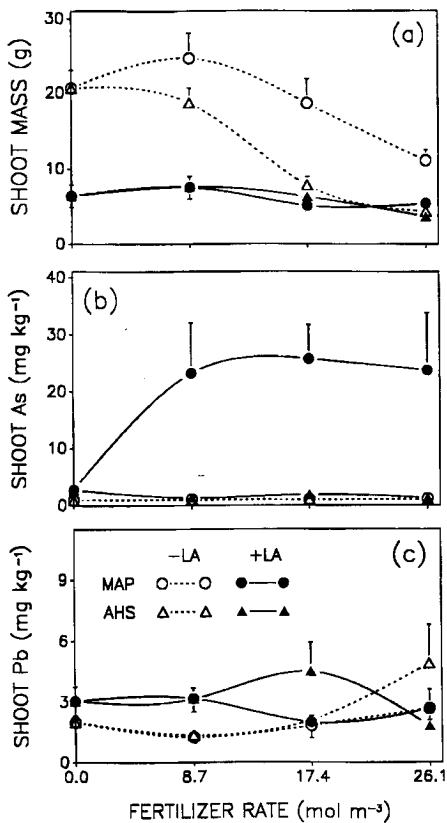 (a)
SHOOT MASS (g)
30
20
10
0
(b)
SHOOT As (mg kg⁻¹)
40
30
20
10
0
(c)
SHOOT Pb (mg kg⁻¹)
−LA +LA
MAP
AHS
9
6
3
0
0.0 8.7 17.4 26.1
FERTILIZER RATE (mol m⁻³)